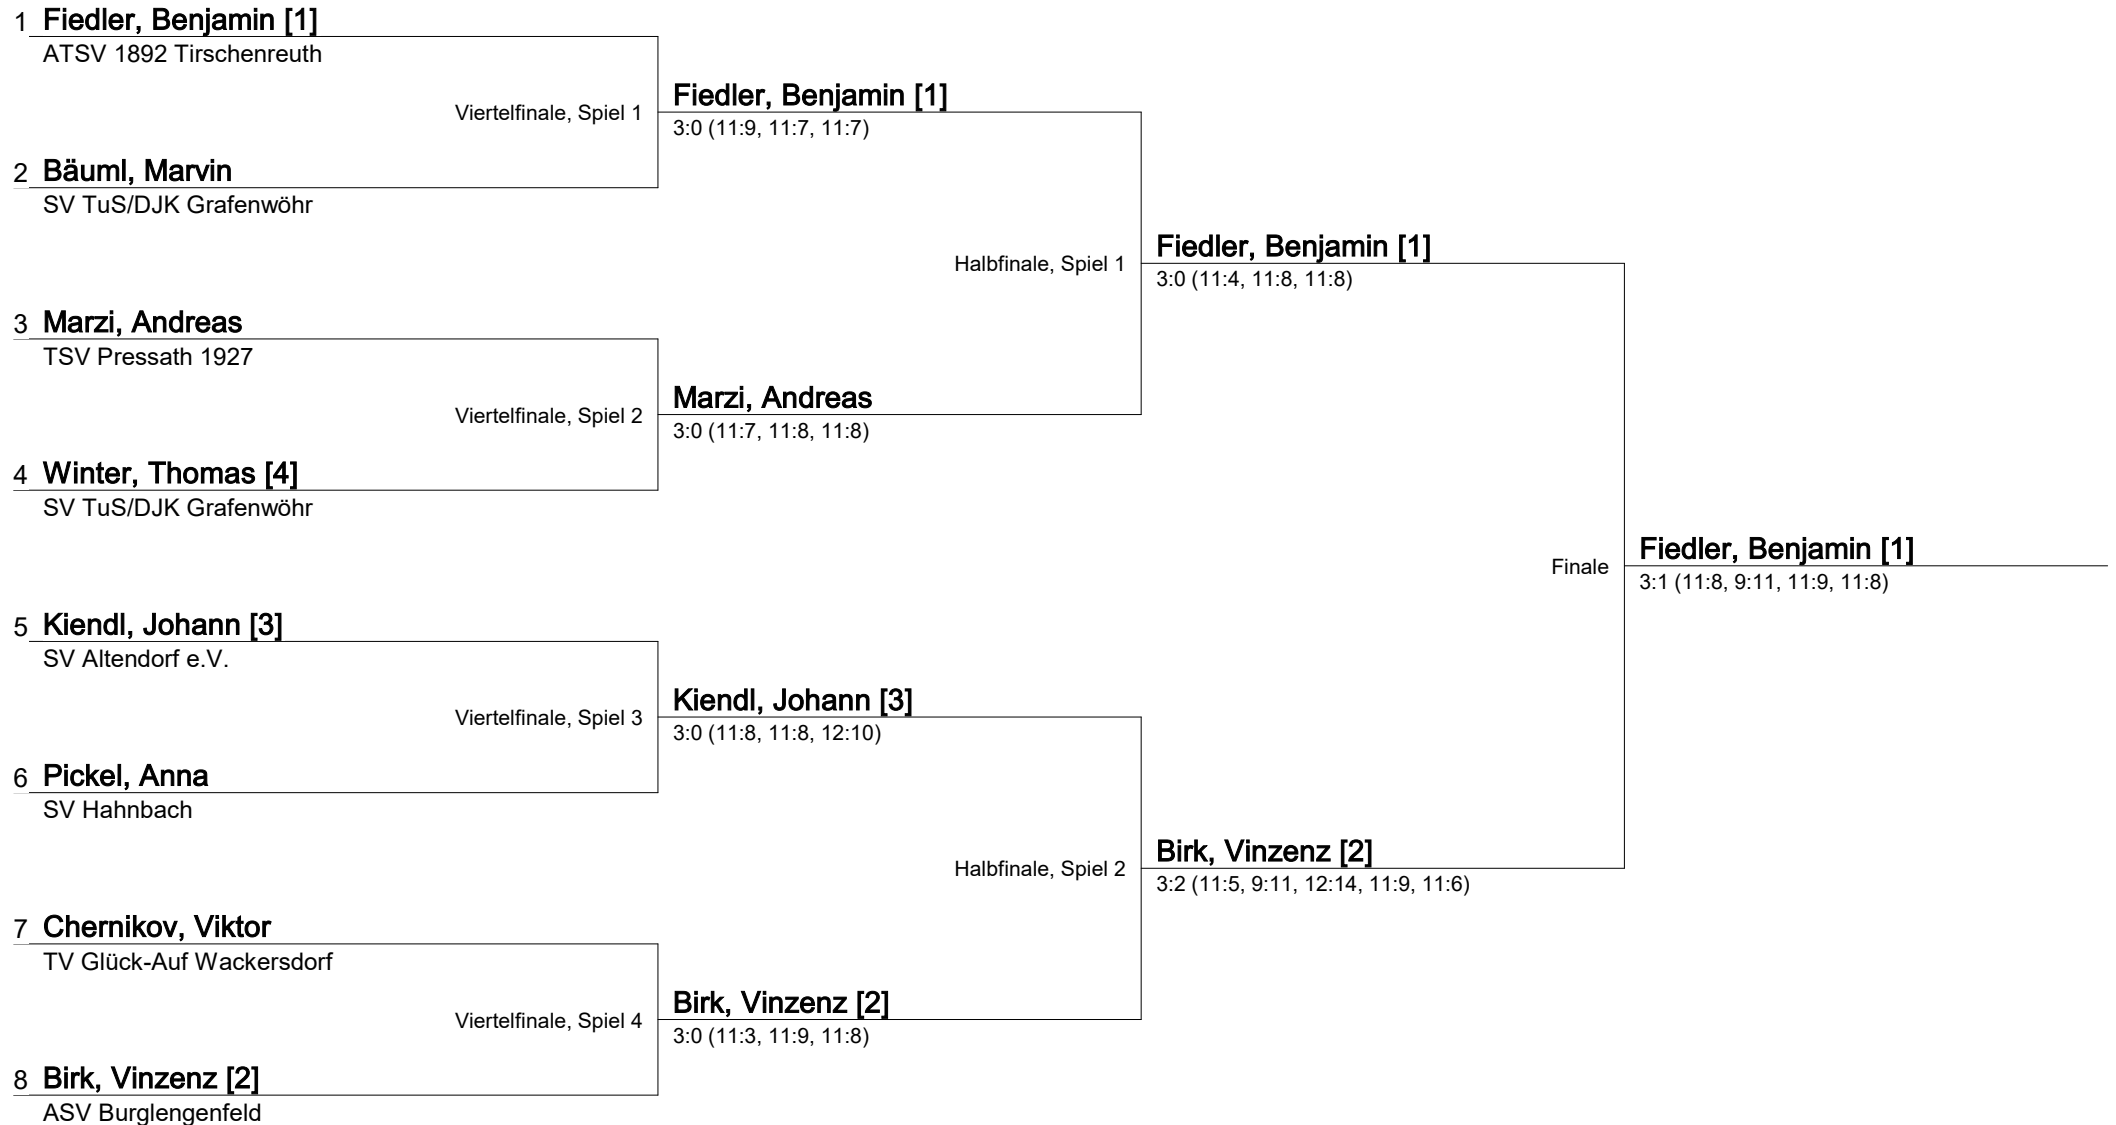 1 Fiedler, Benjamin [1]
ATSV 1892 Tirschenreuth
Viertelfinale, Spiel 1
Fiedler, Benjamin [1]
3:0 (11:9, 11:7, 11:7)
2 Bäuml, Marvin
SV TuS/DJK Grafenwöhr
Halbfinale, Spiel 1
Fiedler, Benjamin [1]
3:0 (11:4, 11:8, 11:8)
3 Marzi, Andreas
TSV Pressath 1927
Viertelfinale, Spiel 2
Marzi, Andreas
3:0 (11:7, 11:8, 11:8)
4 Winter, Thomas [4]
SV TuS/DJK Grafenwöhr
Finale
Fiedler, Benjamin [1]
3:1 (11:8, 9:11, 11:9, 11:8)
5 Kiendl, Johann [3]
SV Altendorf e.V.
Viertelfinale, Spiel 3
Kiendl, Johann [3]
3:0 (11:8, 11:8, 12:10)
6 Pickel, Anna
SV Hahnbach
Halbfinale, Spiel 2
Birk, Vinzenz [2]
3:2 (11:5, 9:11, 12:14, 11:9, 11:6)
7 Chernikov, Viktor
TV Glück-Auf Wackersdorf
Viertelfinale, Spiel 4
Birk, Vinzenz [2]
3:0 (11:3, 11:9, 11:8)
8 Birk, Vinzenz [2]
ASV Burglengenfeld